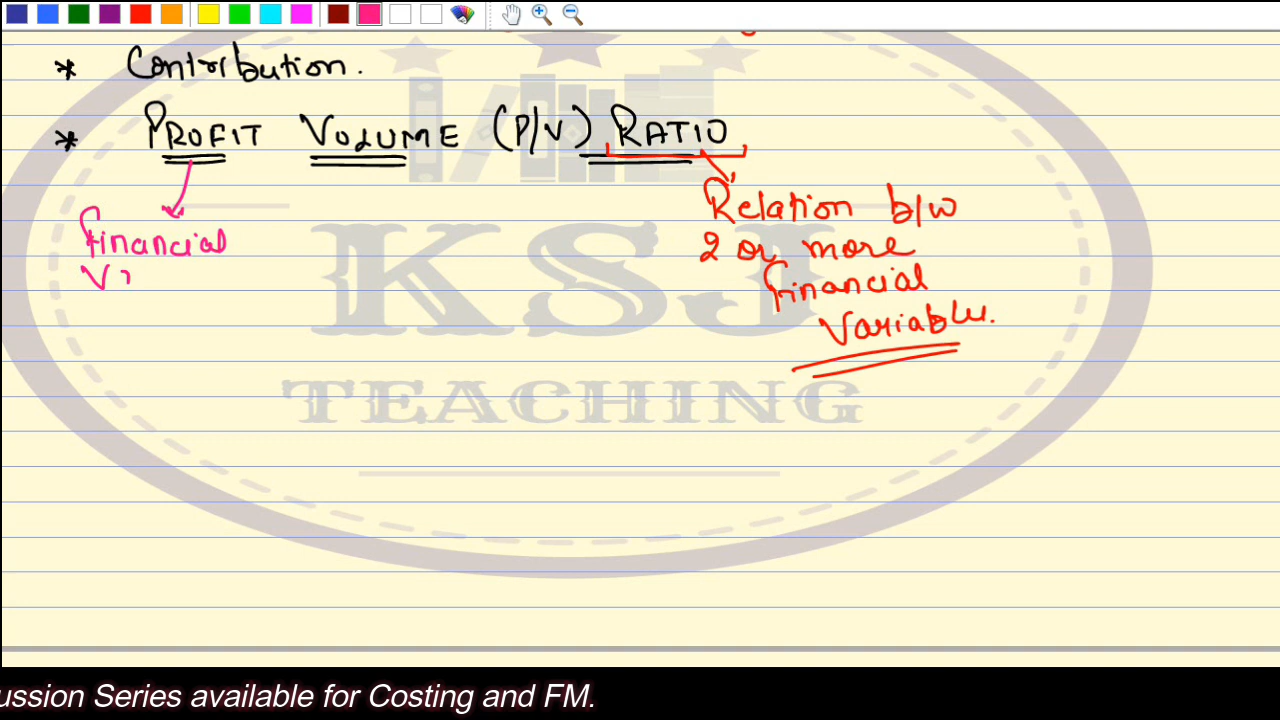 * Contribution.
* PROFIT VOLUME (P/V) RATIO
Relation b/w
2 or more
financial
Variables.
financial
V
KSJ
TEACHING
ussion Series available for Costing and FM.